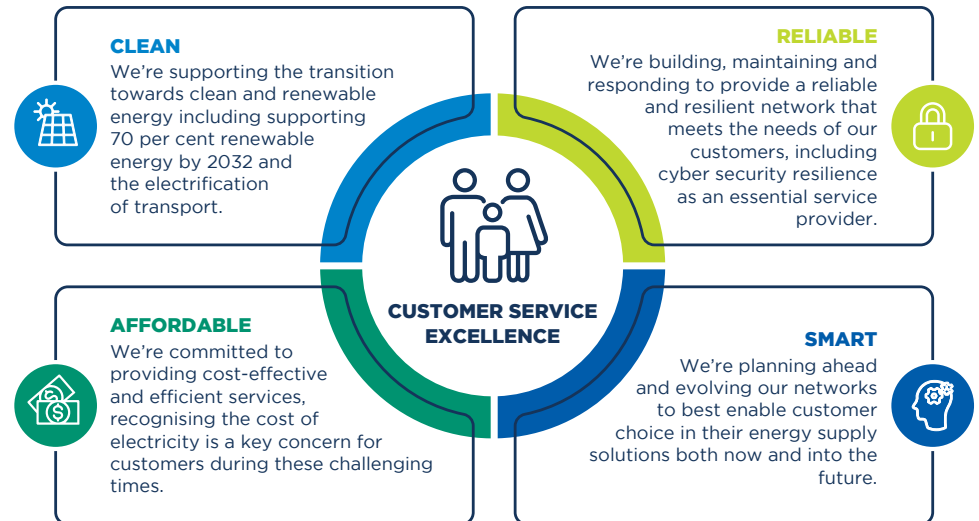 CLEAN
We’re supporting the transition
towards clean and renewable
energy including supporting
70 per cent renewable
energy by 2032 and
the electrification
of transport.
RELIABLE
We’re building, maintaining and
responding to provide a reliable
and resilient network that
meets the needs of our
customers, including
cyber security resilience
as an essential service
provider.
CUSTOMER SERVICE
EXCELLENCE
AFFORDABLE
We’re committed to
providing cost-effective
and efficient services,
recognising the cost of
electricity is a key concern for
customers during these challenging
times.
SMART
We’re planning ahead
and evolving our networks
to best enable customer
choice in their energy supply
solutions both now and into the
future.